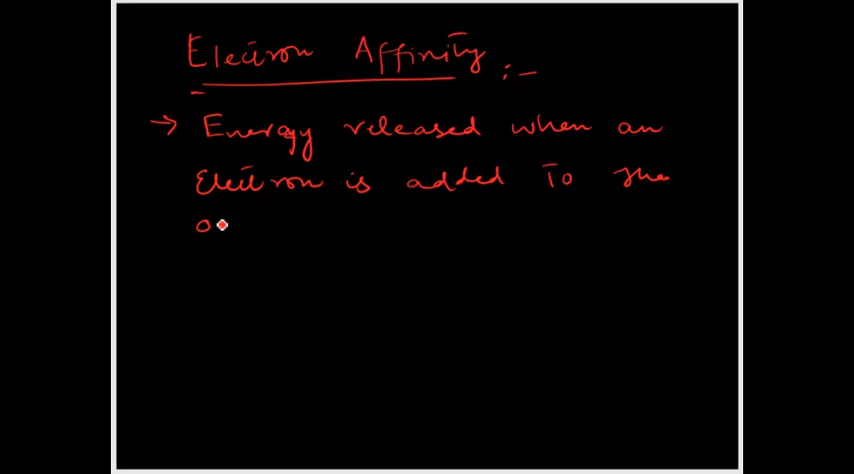 Electron Affinity :-
→ Energy released when an
Electron is added To the
o